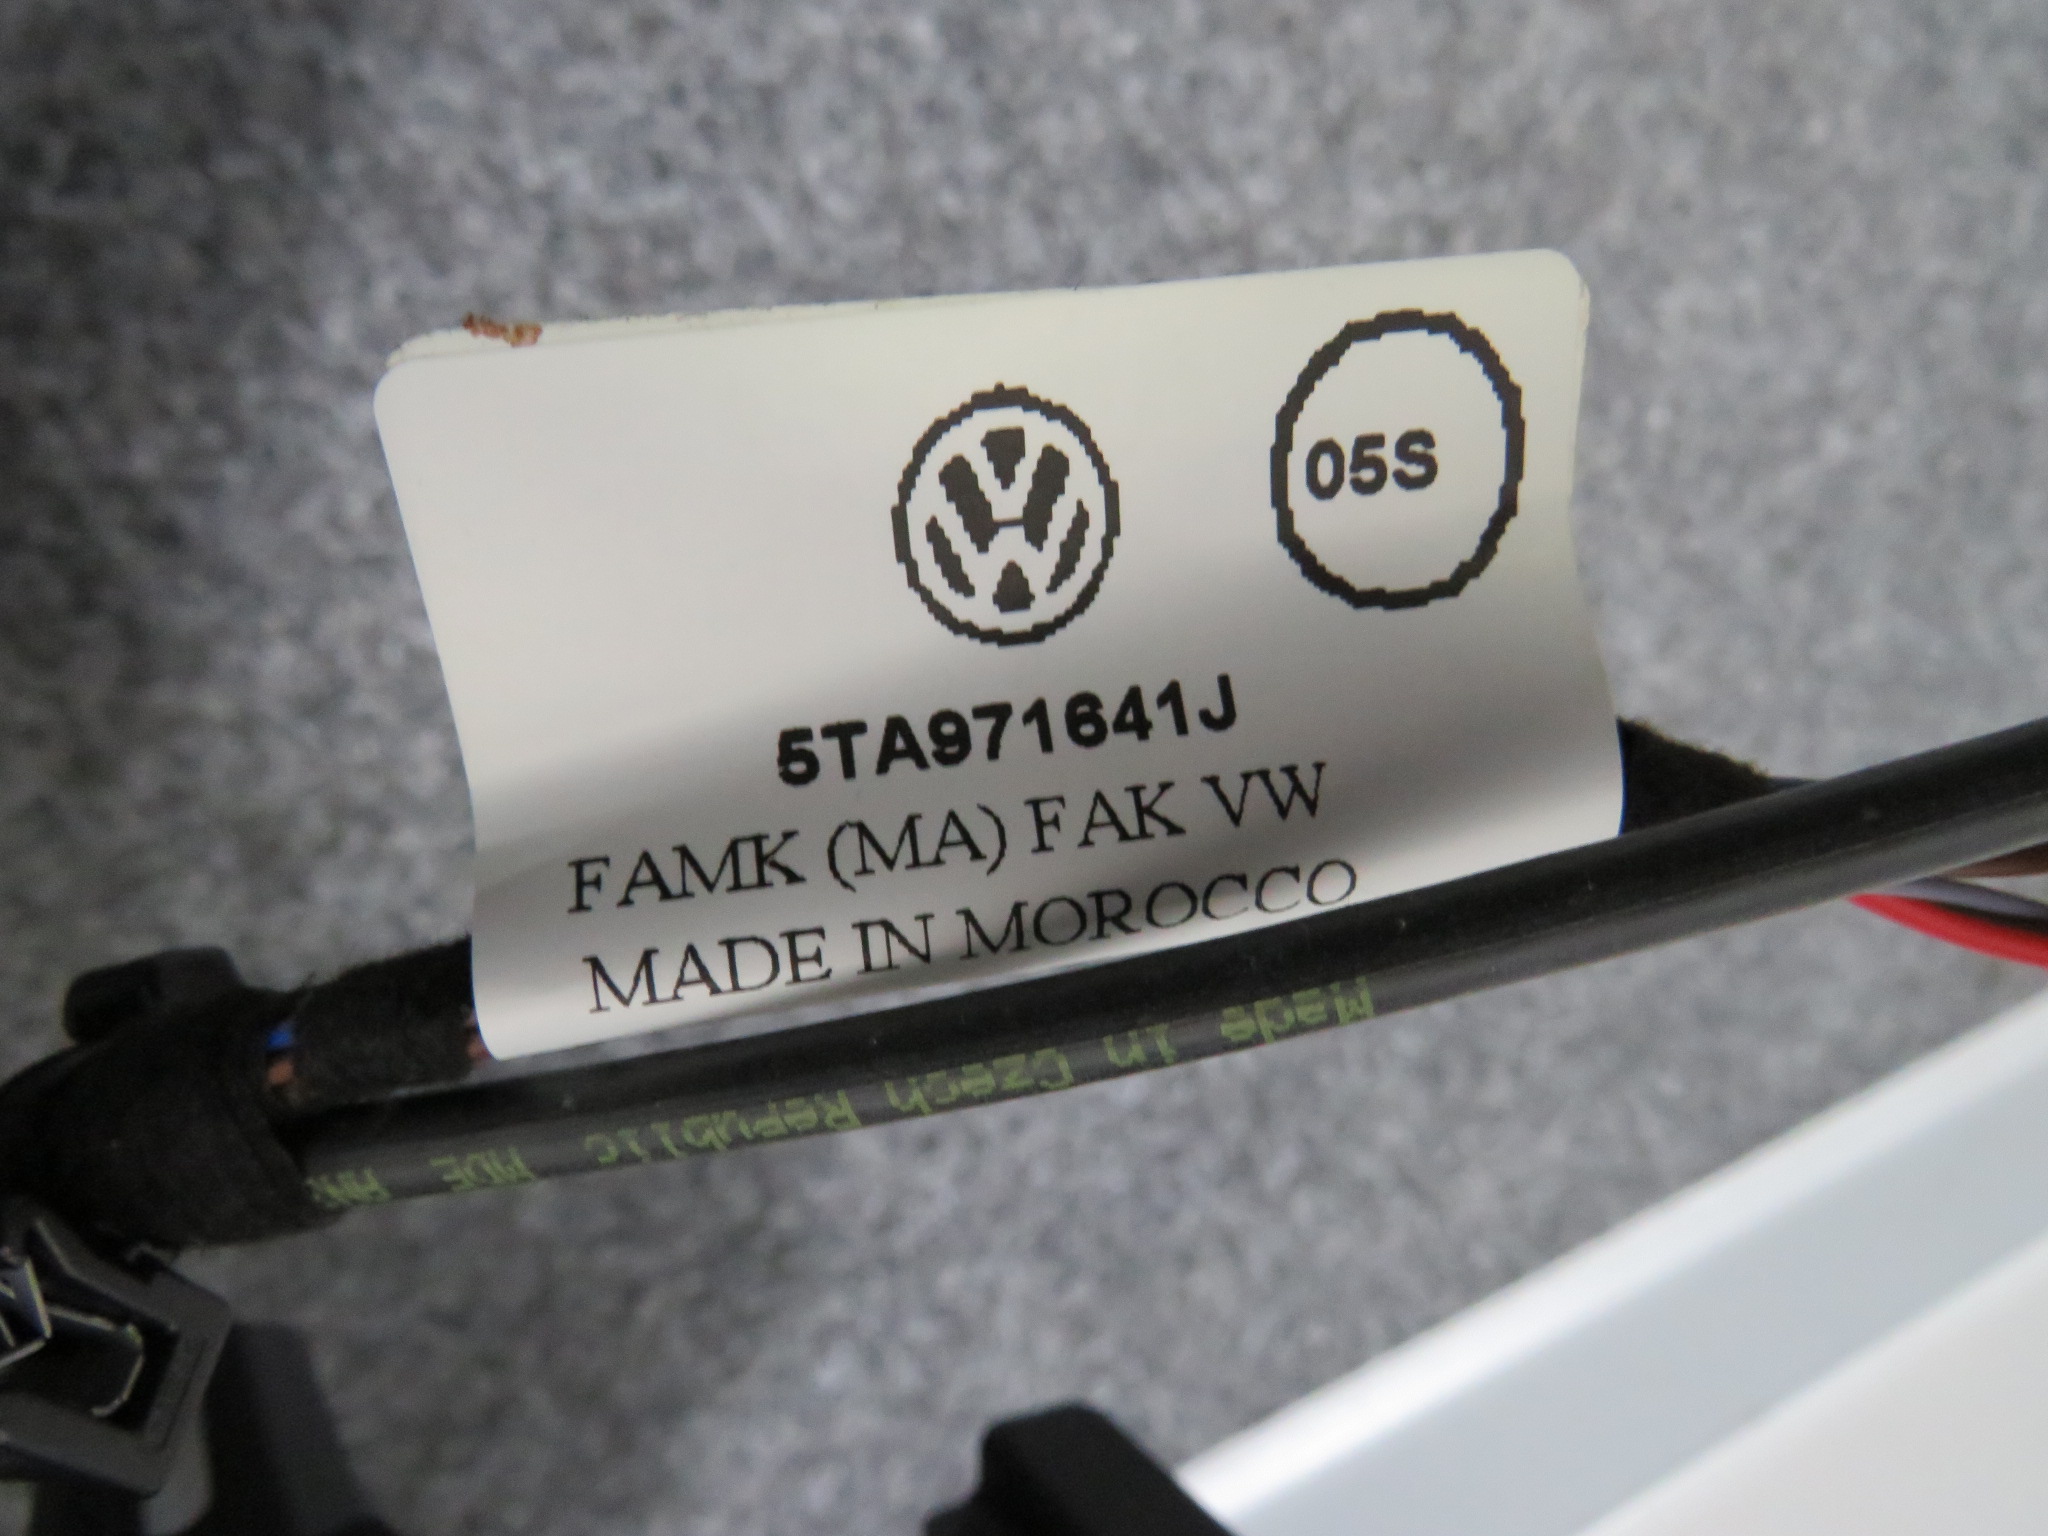 05S
5TA971641J
FAMK (MA) FAK VW
MADE IN MOROCCO
Made in Czech Republic